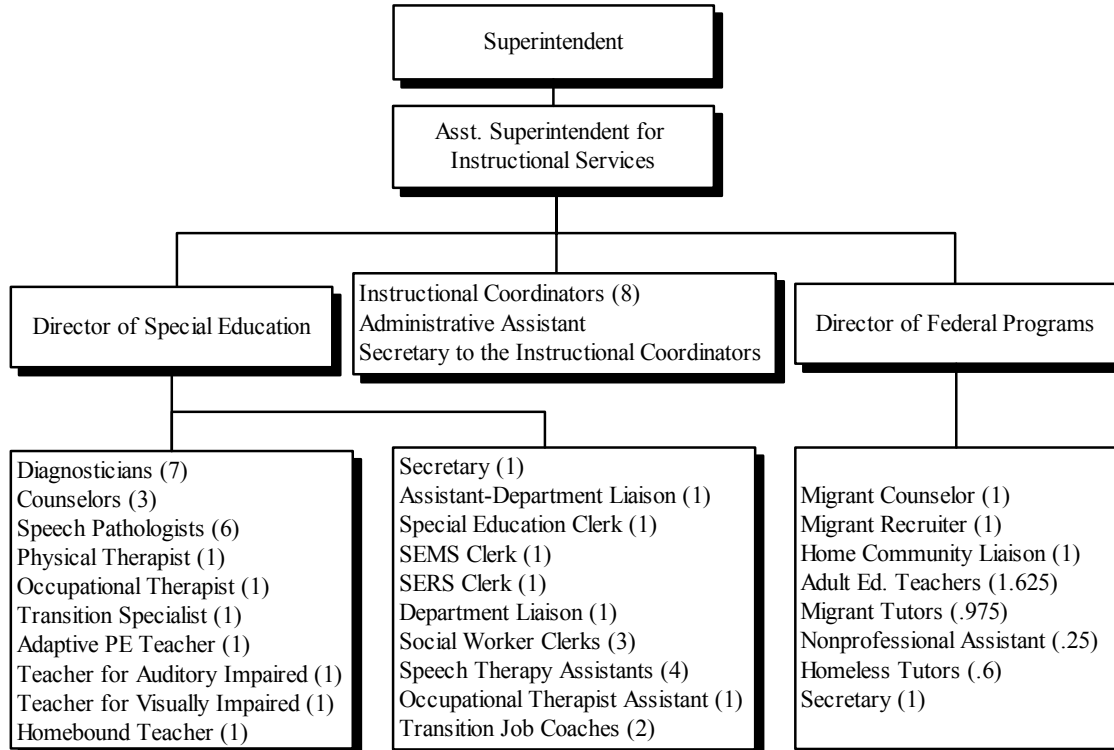 Superintendent
Asst. Superintendent for
Instructional Services
Director of Special Education
Instructional Coordinators (8)
Administrative Assistant
Secretary to the Instructional Coordinators
Director of Federal Programs
Diagnosticians (7)
Counselors (3)
Speech Pathologists (6)
Physical Therapist (1)
Occupational Therapist (1)
Transition Specialist (1)
Adaptive PE Teacher (1)
Teacher for Auditory Impaired (1)
Teacher for Visually Impaired (1)
Homebound Teacher (1)
Secretary (1)
Assistant-Department Liaison (1)
Special Education Clerk (1)
SEMS Clerk (1)
SERS Clerk (1)
Department Liaison (1)
Social Worker Clerks (3)
Speech Therapy Assistants (4)
Occupational Therapist Assistant (1)
Transition Job Coaches (2)
Migrant Counselor (1)
Migrant Recruiter (1)
Home Community Liaison (1)
Adult Ed. Teachers (1.625)
Migrant Tutors (.975)
Nonprofessional Assistant (.25)
Homeless Tutors (.6)
Secretary (1)